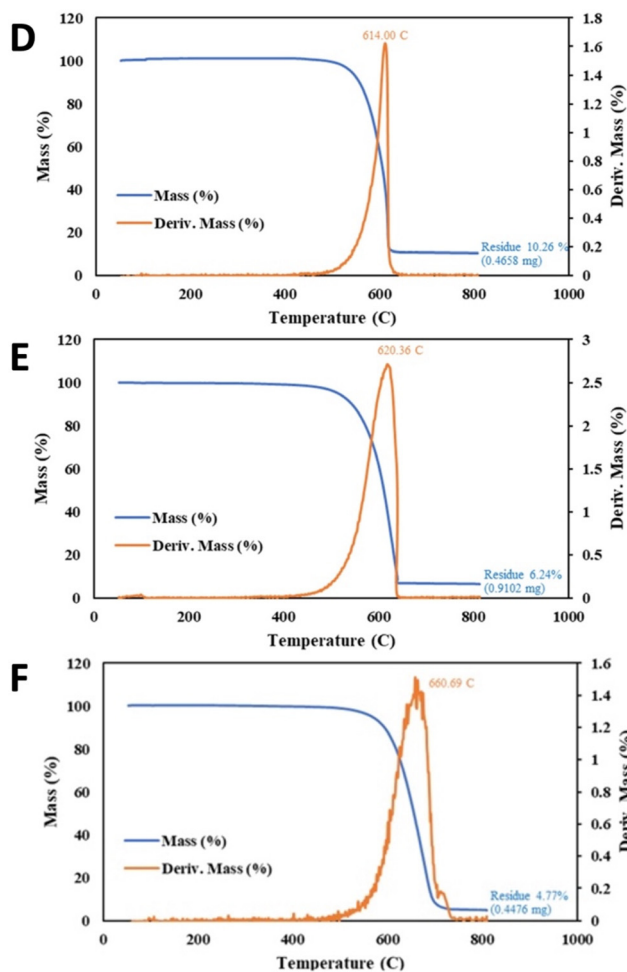 D
614.00 C
120
100
80
60
40
20
0
Mass (%)
1.8
1.6
1.4
1.2
1
0.8
0.6
0.4
0.2
0
Deriv. Mass (%)
Mass (%)
Deriv. Mass (%)
Residue 10.26 %
(0.4658 mg)
0 200 400 600 800 1000
Temperature (C)
E
620.36 C
120
100
80
60
40
20
0
Mass (%)
3
2.5
2
1.5
1
0.5
0
Deriv. Mass (%)
Mass (%)
Deriv. Mass (%)
Residue 6.24%
(0.9102 mg)
0 200 400 600 800 1000
Temperature (C)
F
660.69 C
120
100
80
60
40
20
0
Mass (%)
1.6
1.4
1.2
1
0.8
0.6
0.4
0.2
0
Deriv. Mass (%)
Mass (%)
Deriv. Mass (%)
Residue 4.77%
(0.4476 mg)
0 200 400 600 800 1000
Temperature (C)